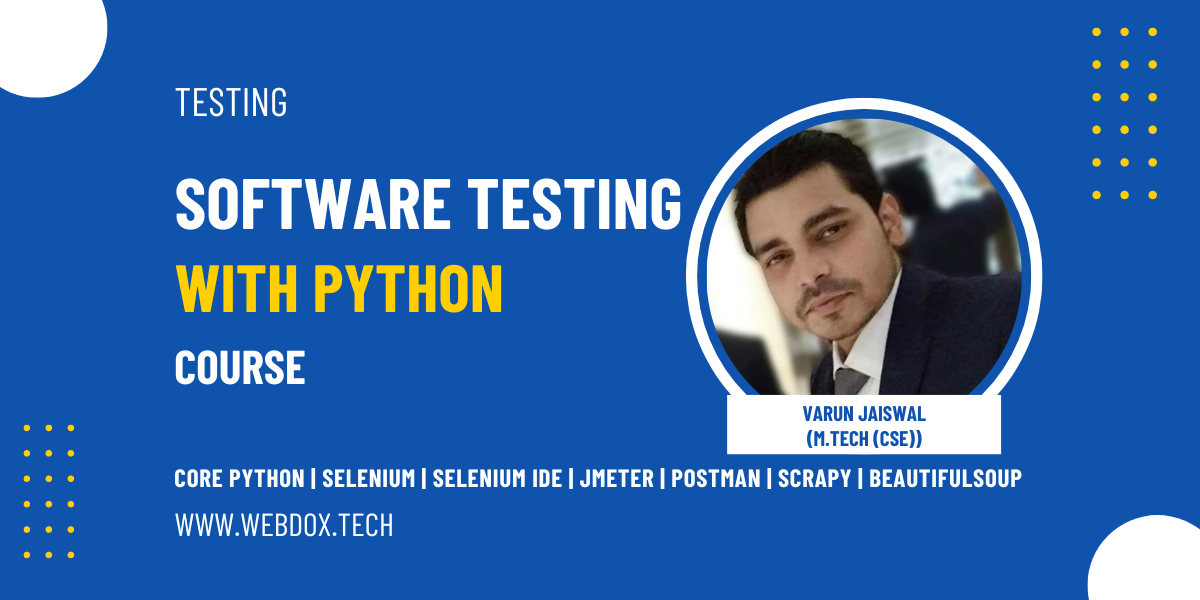 TESTING
SOFTWARE TESTING
WITH PYTHON
COURSE
VARUN JAISWAL
(M.TECH (CSE))
CORE PYTHON | SELENIUM | SELENIUM IDE | JMETER | POSTMAN | SCRAPY | BEAUTIFULSOUP
WWW.WEBDOX.TECH